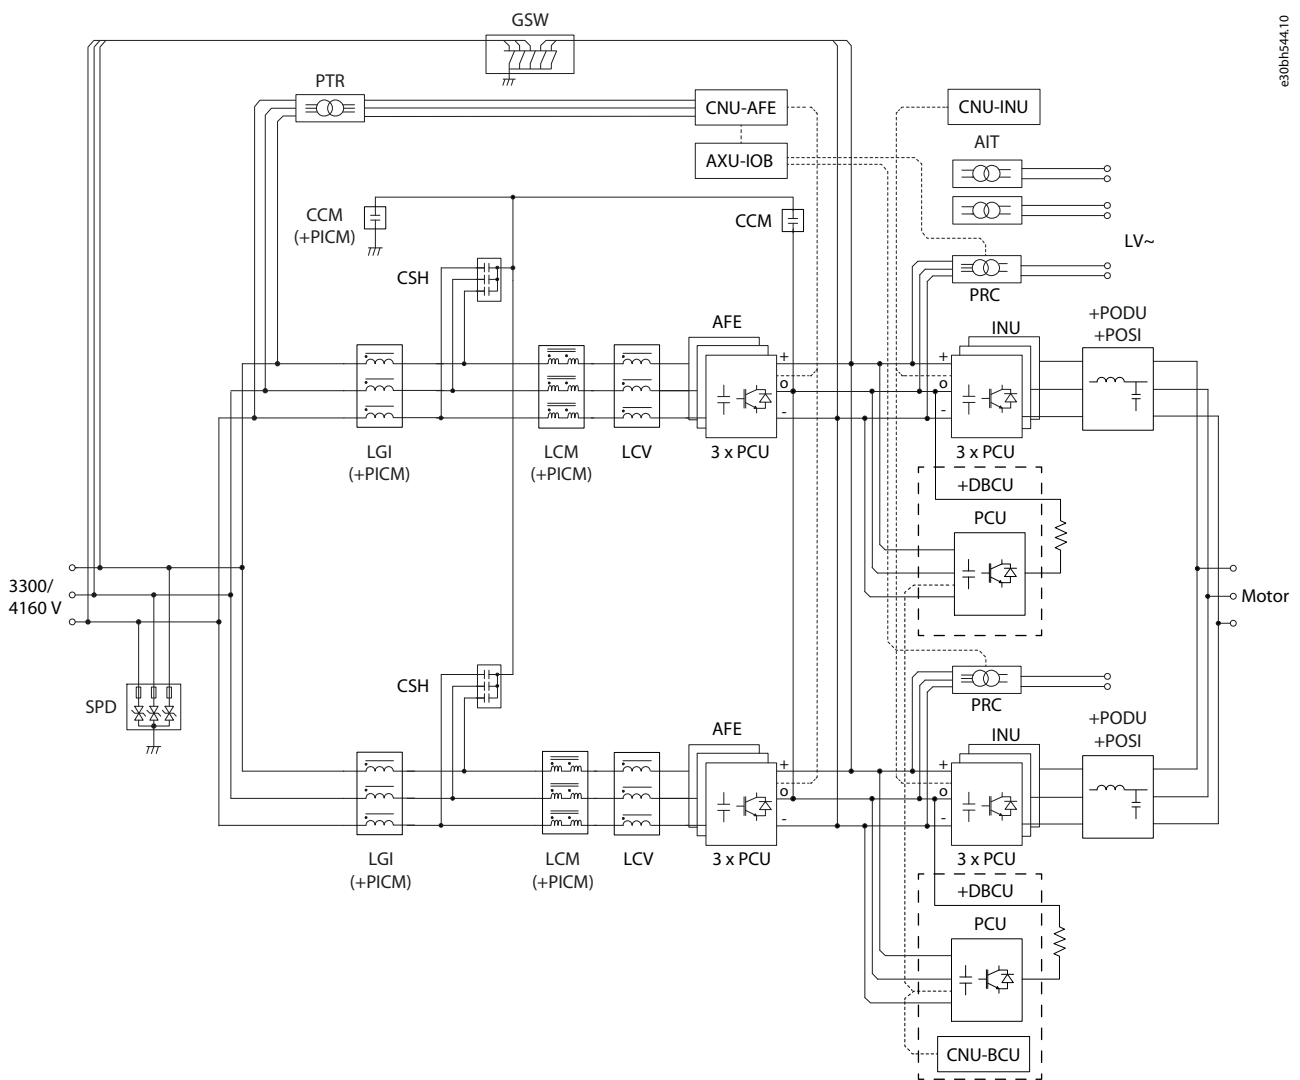 GSW
e30bh544.10
PTR
CNU-AFE
CNU-INU
AXU-IOB
AIT
CCM
(+PICM)
CCM
LV~
CSH
PRC
+PODU
+POSI
AFE
INU
+
o
-
+
o
-
LGI
(+PICM)
LCM
(+PICM)
LCV
3 x PCU
3 x PCU
+DBCU
PCU
3300/
4160 V
Motor
CSH
SPD
PRC
+PODU
+POSI
AFE
INU
+
o
-
+
o
-
LGI
(+PICM)
LCM
(+PICM)
LCV
3 x PCU
3 x PCU
+DBCU
PCU
CNU-BCU